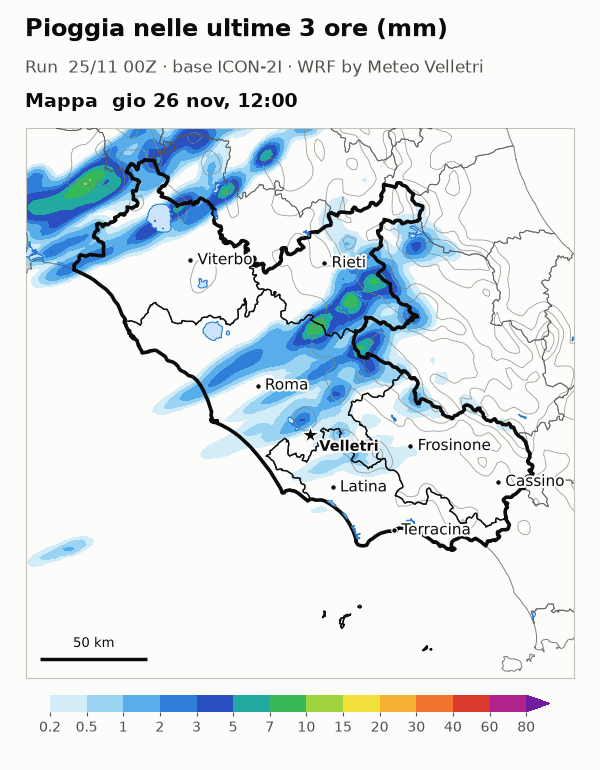 Pioggia nelle ultime 3 ore (mm)
Run  25/11 00Z · base ICON-2I · WRF by Meteo Velletri
Mappa  gio 26 nov, 12:00
Viterbo
Rieti
Roma
Velletri
Frosinone
Latina
Cassino
Terracina
50 km
0.2 0.5 1 2 3 5 7 10 15 20 30 40 60 80